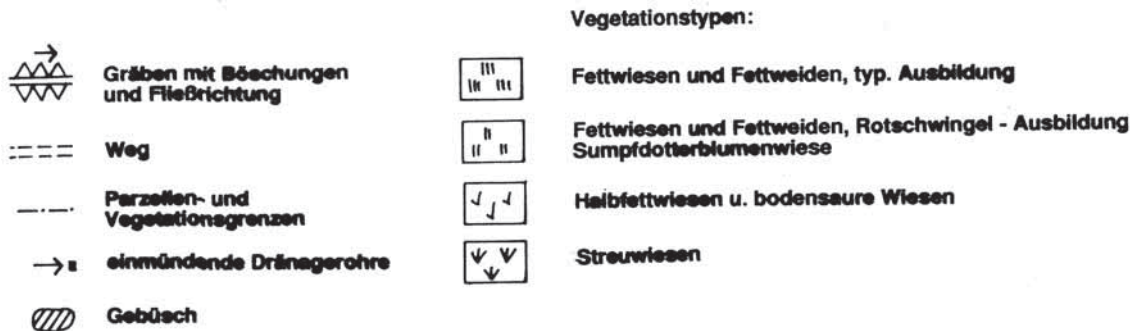 Gräben mit Böschungen
und Fließrichtung
Weg
Parzellen- und
Vegetationsgrenzen
einmündende Dränagerohre
Gebüsch
Vegetationstypen:
Fettwiesen und Fettweiden, typ. Ausbildung
Fettwiesen und Fettweiden, Rotschwingel - Ausbildung
Sumpfdotterblumenwiese
Halbfettwiesen u. bodensaure Wiesen
Streuwiesen